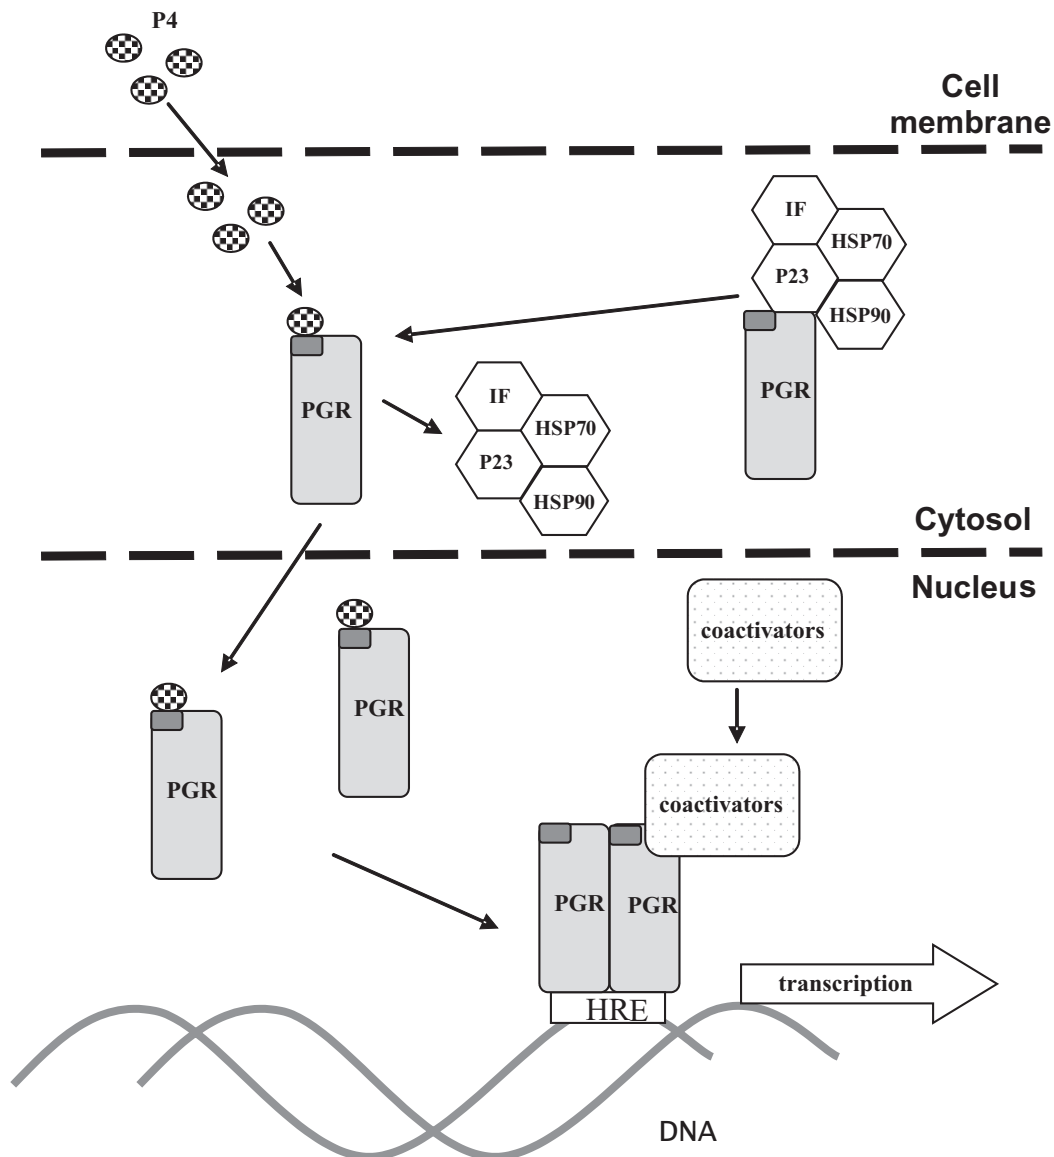 P4
Cell
membrane
IF
HSP70
P23
HSP90
PGR
PGR
IF
HSP70
P23
HSP90
Cytosol
Nucleus
coactivators
PGR
PGR
coactivators
PGR
PGR
HRE
transcription
DNA